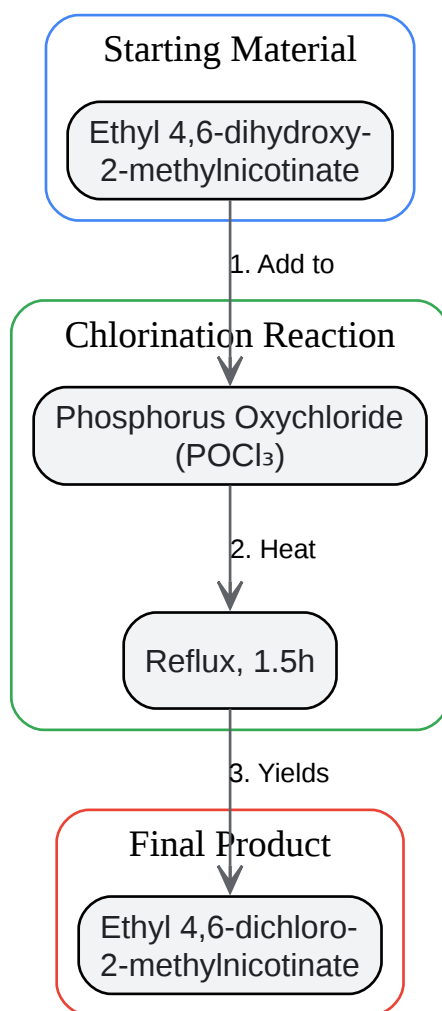 Starting Material
Ethyl 4,6-dihydroxy-
2-methylnicotinate
1. Add to
Chlorination Reaction
Phosphorus Oxychloride
(POCl₃)
2. Heat
Reflux, 1.5h
3. Yields
Final Product
Ethyl 4,6-dichloro-
2-methylnicotinate